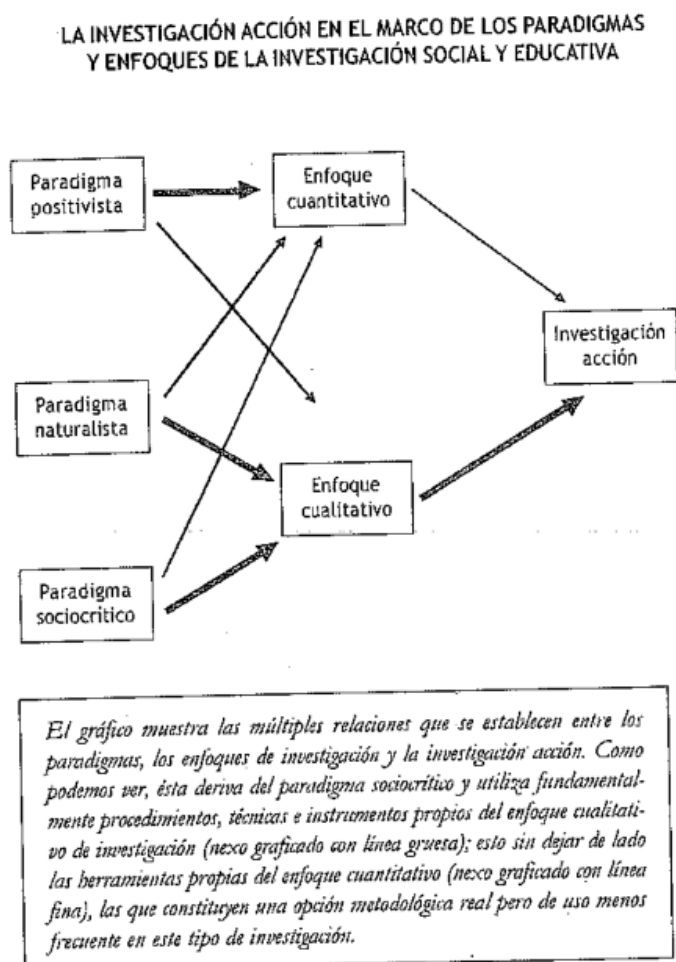 LA INVESTIGACIÓN ACCIÓN EN EL MARCO DE LOS PARADIGMAS
Y ENFOQUES DE LA INVESTIGACIÓN SOCIAL Y EDUCATIVA
Paradigma
positivista
Enfoque
cuantitativo
Investigación
acción
Paradigma
naturalista
Enfoque
cualitativo
Paradigma
sociocrítico
El gráfico muestra las múltiples relaciones que se establecen entre los
paradigmas, los enfoques de investigación y la investigación acción. Como
podemos ver, ésta deriva del paradigma sociocrítico y utiliza fundamental-
mente procedimientos, técnicas e instrumentos propios del enfoque cualitati-
vo de investigación (nexo graficado con línea gruesa); esto sin dejar de lado
las herramientas propias del enfoque cuantitativo (nexo graficado con línea
fina), las que constituyen una opción metodológica real pero de uso menos
frecuente en este tipo de investigación.